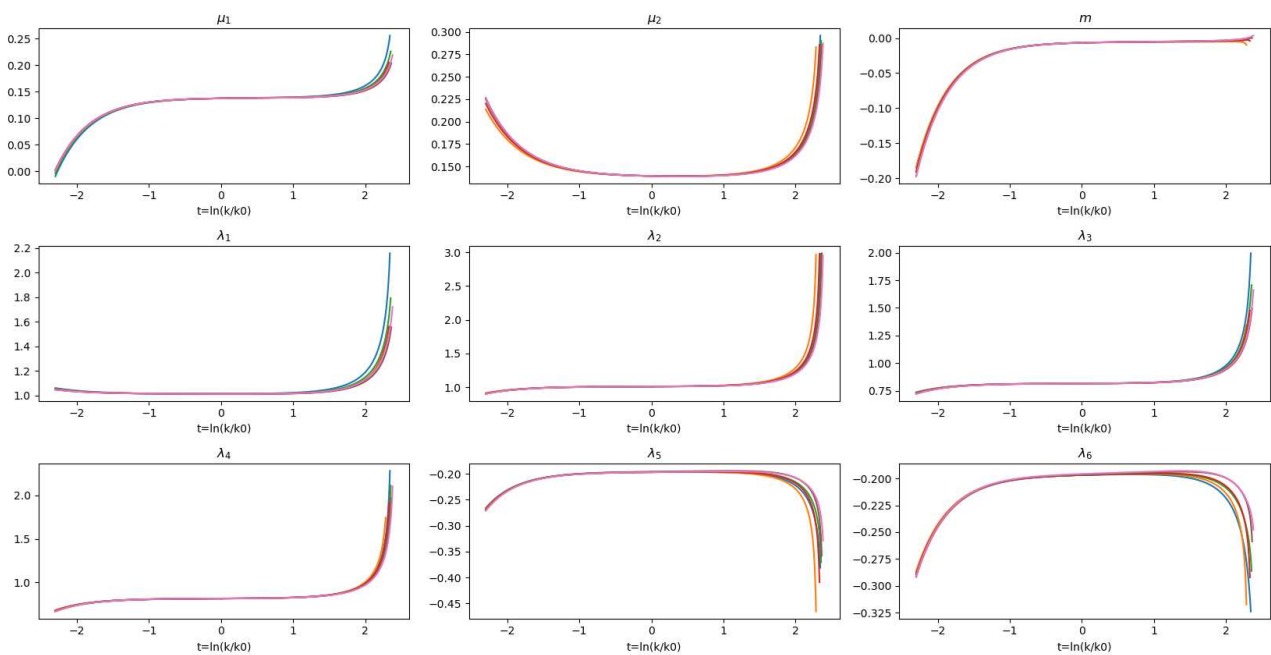 μ₁
0.25
0.20
0.15
0.10
0.05
0.00
−2 −1 0 1 2
t=ln(k/k0)
μ₂
0.300
0.275
0.250
0.225
0.200
0.175
0.150
−2 −1 0 1 2
t=ln(k/k0)
m
0.00
−0.05
−0.10
−0.15
−0.20
−2 −1 0 1 2
t=ln(k/k0)
λ₁
2.2
2.0
1.8
1.6
1.4
1.2
1.0
−2 −1 0 1 2
t=ln(k/k0)
λ₂
3.0
2.5
2.0
1.5
1.0
−2 −1 0 1 2
t=ln(k/k0)
λ₃
2.00
1.75
1.50
1.25
1.00
0.75
−2 −1 0 1 2
t=ln(k/k0)
λ₄
2.0
1.5
1.0
−2 −1 0 1 2
t=ln(k/k0)
λ₅
−0.20
−0.25
−0.30
−0.35
−0.40
−0.45
−2 −1 0 1 2
t=ln(k/k0)
λ₆
−0.200
−0.225
−0.250
−0.275
−0.300
−0.325
−2 −1 0 1 2
t=ln(k/k0)